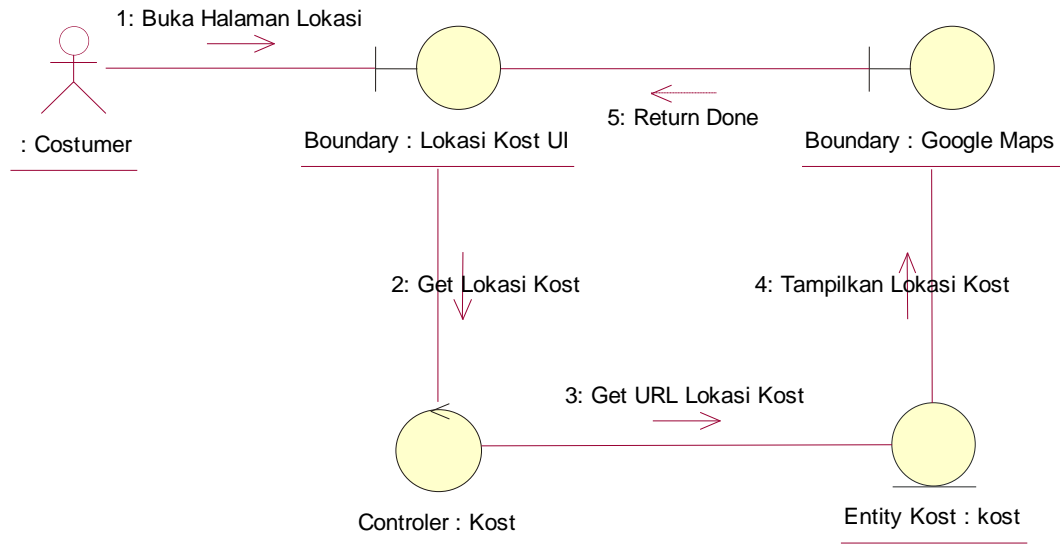 1: Buka Halaman Lokasi
5: Return Done
: Costumer
Boundary : Lokasi Kost UI
Boundary : Google Maps
2: Get Lokasi Kost
4: Tampilkan Lokasi Kost
3: Get URL Lokasi Kost
Controler : Kost
Entity Kost : kost